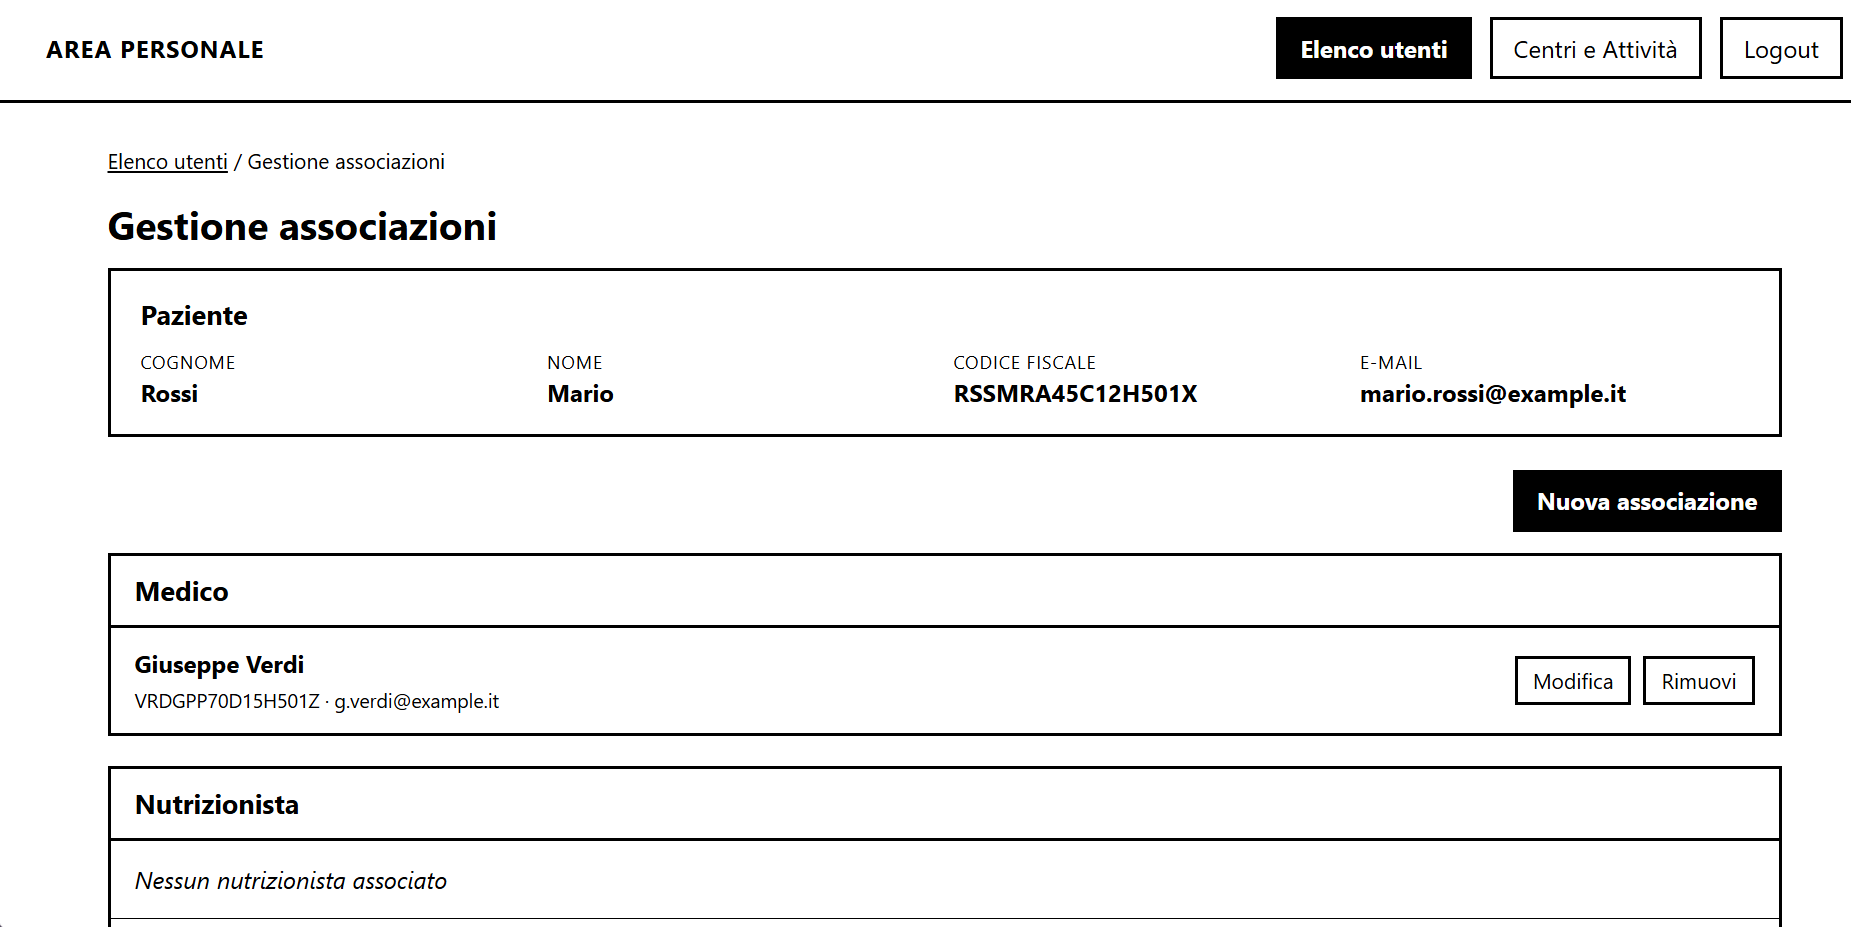 AREA PERSONALE
Elenco utenti
Centri e Attività
Logout
Elenco utenti / Gestione associazioni
Gestione associazioni
Paziente
COGNOME NOME CODICE FISCALE E-MAIL
Rossi Mario RSSMRA45C12H501X mario.rossi@example.it
Nuova associazione
Medico
Giuseppe Verdi
VRDGPP70D15H501Z · g.verdi@example.it
Modifica Rimuovi
Nutrizionista
Nessun nutrizionista associato